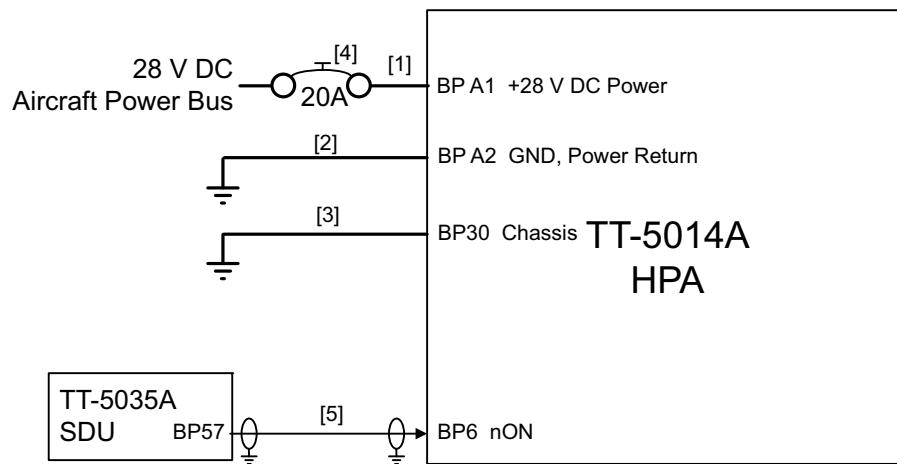 28 V DC
Aircraft Power Bus
[4]
20A
[1]
BP A1 +28 V DC Power
[2]
BP A2 GND, Power Return
[3]
BP30 Chassis
TT-5014A
HPA
TT-5035A
SDU
BP57
[5]
BP6 nON